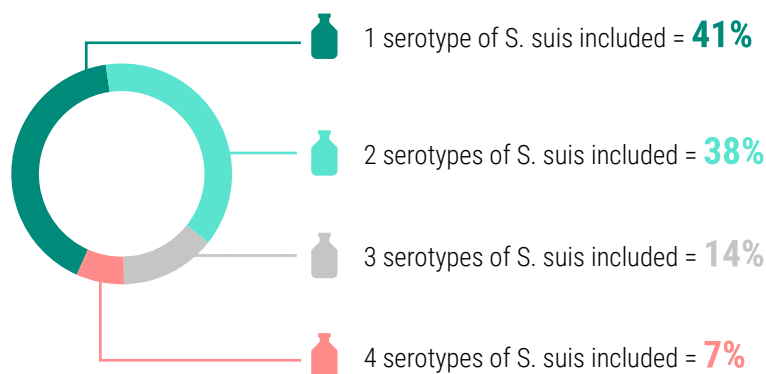 1 serotype of S. suis included = 41%
2 serotypes of S. suis included = 38%
3 serotypes of S. suis included = 14%
4 serotypes of S. suis included = 7%